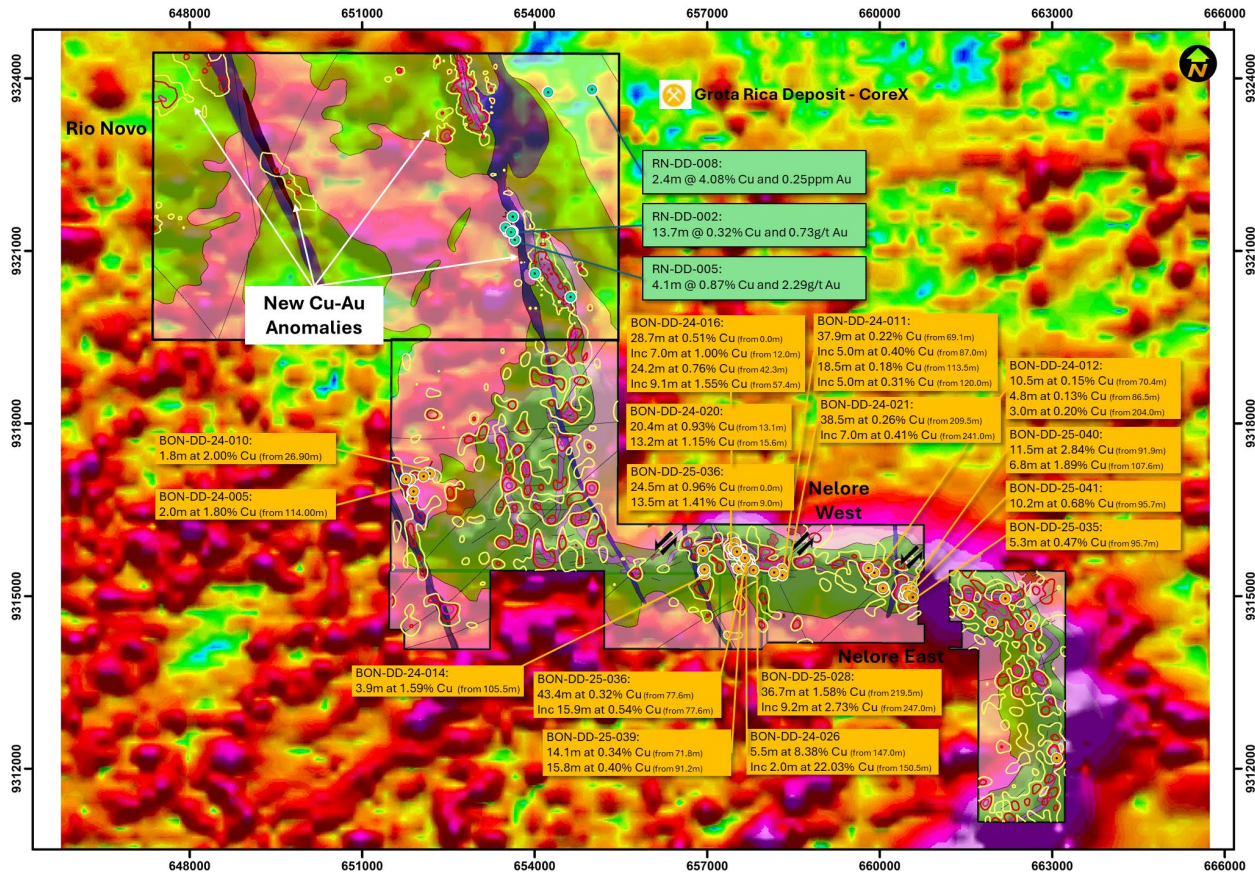 648000
651000
654000
657000
660000
663000
666000
9324000
9321000
9318000
9315000
9312000
N
Grota Rica Deposit - CoreX
Rio Novo
RN-DD-008:
2.4m @ 4.08% Cu and 0.25ppm Au
RN-DD-002:
13.7m @ 0.32% Cu and 0.73g/t Au
RN-DD-005:
4.1m @ 0.87% Cu and 2.29g/t Au
New Cu-Au
Anomalies
BON-DD-24-016:
28.7m at 0.51% Cu (from 0.0m)
Inc 7.0m at 1.00% Cu (from 12.0m)
24.2m at 0.76% Cu (from 42.3m)
Inc 9.1m at 1.55% Cu (from 57.4m)
BON-DD-24-011:
37.9m at 0.22% Cu (from 69.1m)
Inc 5.0m at 0.40% Cu (from 87.0m)
18.5m at 0.18% Cu (from 113.5m)
Inc 5.0m at 0.31% Cu (from 120.0m)
BON-DD-24-012:
10.5m at 0.15% Cu (from 70.4m)
4.8m at 0.13% Cu (from 86.5m)
3.0m at 0.20% Cu (from 204.0m)
BON-DD-24-020:
20.4m at 0.93% Cu (from 13.1m)
13.2m at 1.15% Cu (from 15.6m)
BON-DD-24-021:
38.5m at 0.26% Cu (from 209.5m)
Inc 7.0m at 0.41% Cu (from 241.0m)
BON-DD-25-040:
11.5m at 2.84% Cu (from 91.9m)
6.8m at 1.89% Cu (from 107.6m)
BON-DD-24-010:
1.8m at 2.00% Cu (from 26.90m)
BON-DD-24-005:
2.0m at 1.80% Cu (from 114.00m)
BON-DD-25-036:
24.5m at 0.96% Cu (from 0.0m)
13.5m at 1.41% Cu (from 9.0m)
Nelore
West
BON-DD-25-041:
10.2m at 0.68% Cu (from 95.7m)
BON-DD-25-035:
5.3m at 0.47% Cu (from 95.7m)
Nelore East
BON-DD-24-014:
3.9m at 1.59% Cu (from 105.5m)
BON-DD-25-036:
43.4m at 0.32% Cu (from 77.6m)
Inc 15.9m at 0.54% Cu (from 77.6m)
BON-DD-25-028:
36.7m at 1.58% Cu (from 219.5m)
Inc 9.2m at 2.73% Cu (from 247.0m)
BON-DD-25-039:
14.1m at 0.34% Cu (from 71.8m)
15.8m at 0.40% Cu (from 91.2m)
BON-DD-24-026
5.5m at 8.38% Cu (from 147.0m)
Inc 2.0m at 22.03% Cu (from 150.5m)
9324000
9321000
9318000
9315000
9312000
648000
651000
654000
657000
660000
663000
666000